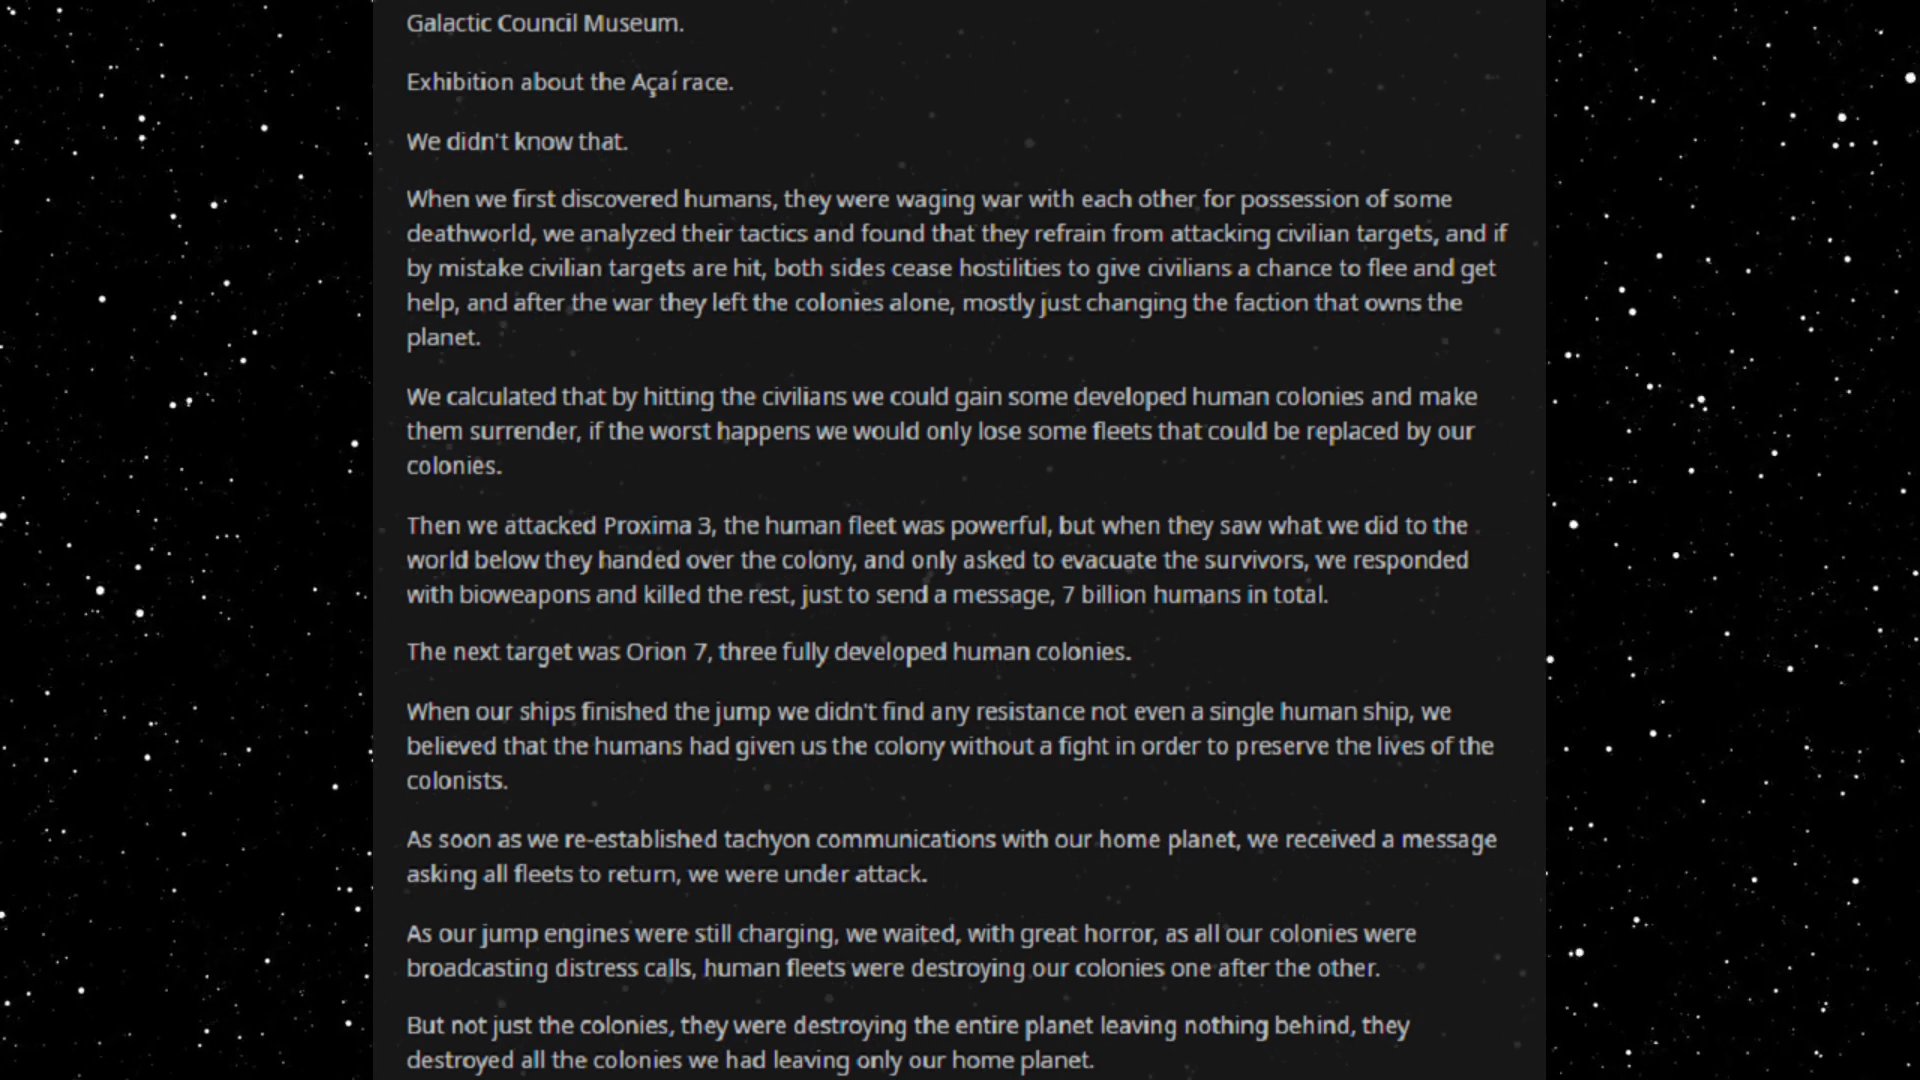 Galactic Council Museum.
Exhibition about the Açaí race.
We didn't know that.
When we first discovered humans, they were waging war with each other for possession of some
deathworld, we analyzed their tactics and found that they refrain from attacking civilian targets, and if
by mistake civilian targets are hit, both sides cease hostilities to give civilians a chance to flee and get
help, and after the war they left the colonies alone, mostly just changing the faction that owns the
planet.
We calculated that by hitting the civilians we could gain some developed human colonies and make
them surrender, if the worst happens we would only lose some fleets that could be replaced by our
colonies.
Then we attacked Proxima 3, the human fleet was powerful, but when they saw what we did to the
world below they handed over the colony, and only asked to evacuate the survivors, we responded
with bioweapons and killed the rest, just to send a message, 7 billion humans in total.
The next target was Orion 7, three fully developed human colonies.
When our ships finished the jump we didn't find any resistance not even a single human ship, we
believed that the humans had given us the colony without a fight in order to preserve the lives of the
colonists.
As soon as we re-established tachyon communications with our home planet, we received a message
asking all fleets to return, we were under attack.
As our jump engines were still charging, we waited, with great horror, as all our colonies were
broadcasting distress calls, human fleets were destroying our colonies one after the other.
But not just the colonies, they were destroying the entire planet leaving nothing behind, they
destroyed all the colonies we had leaving only our home planet.